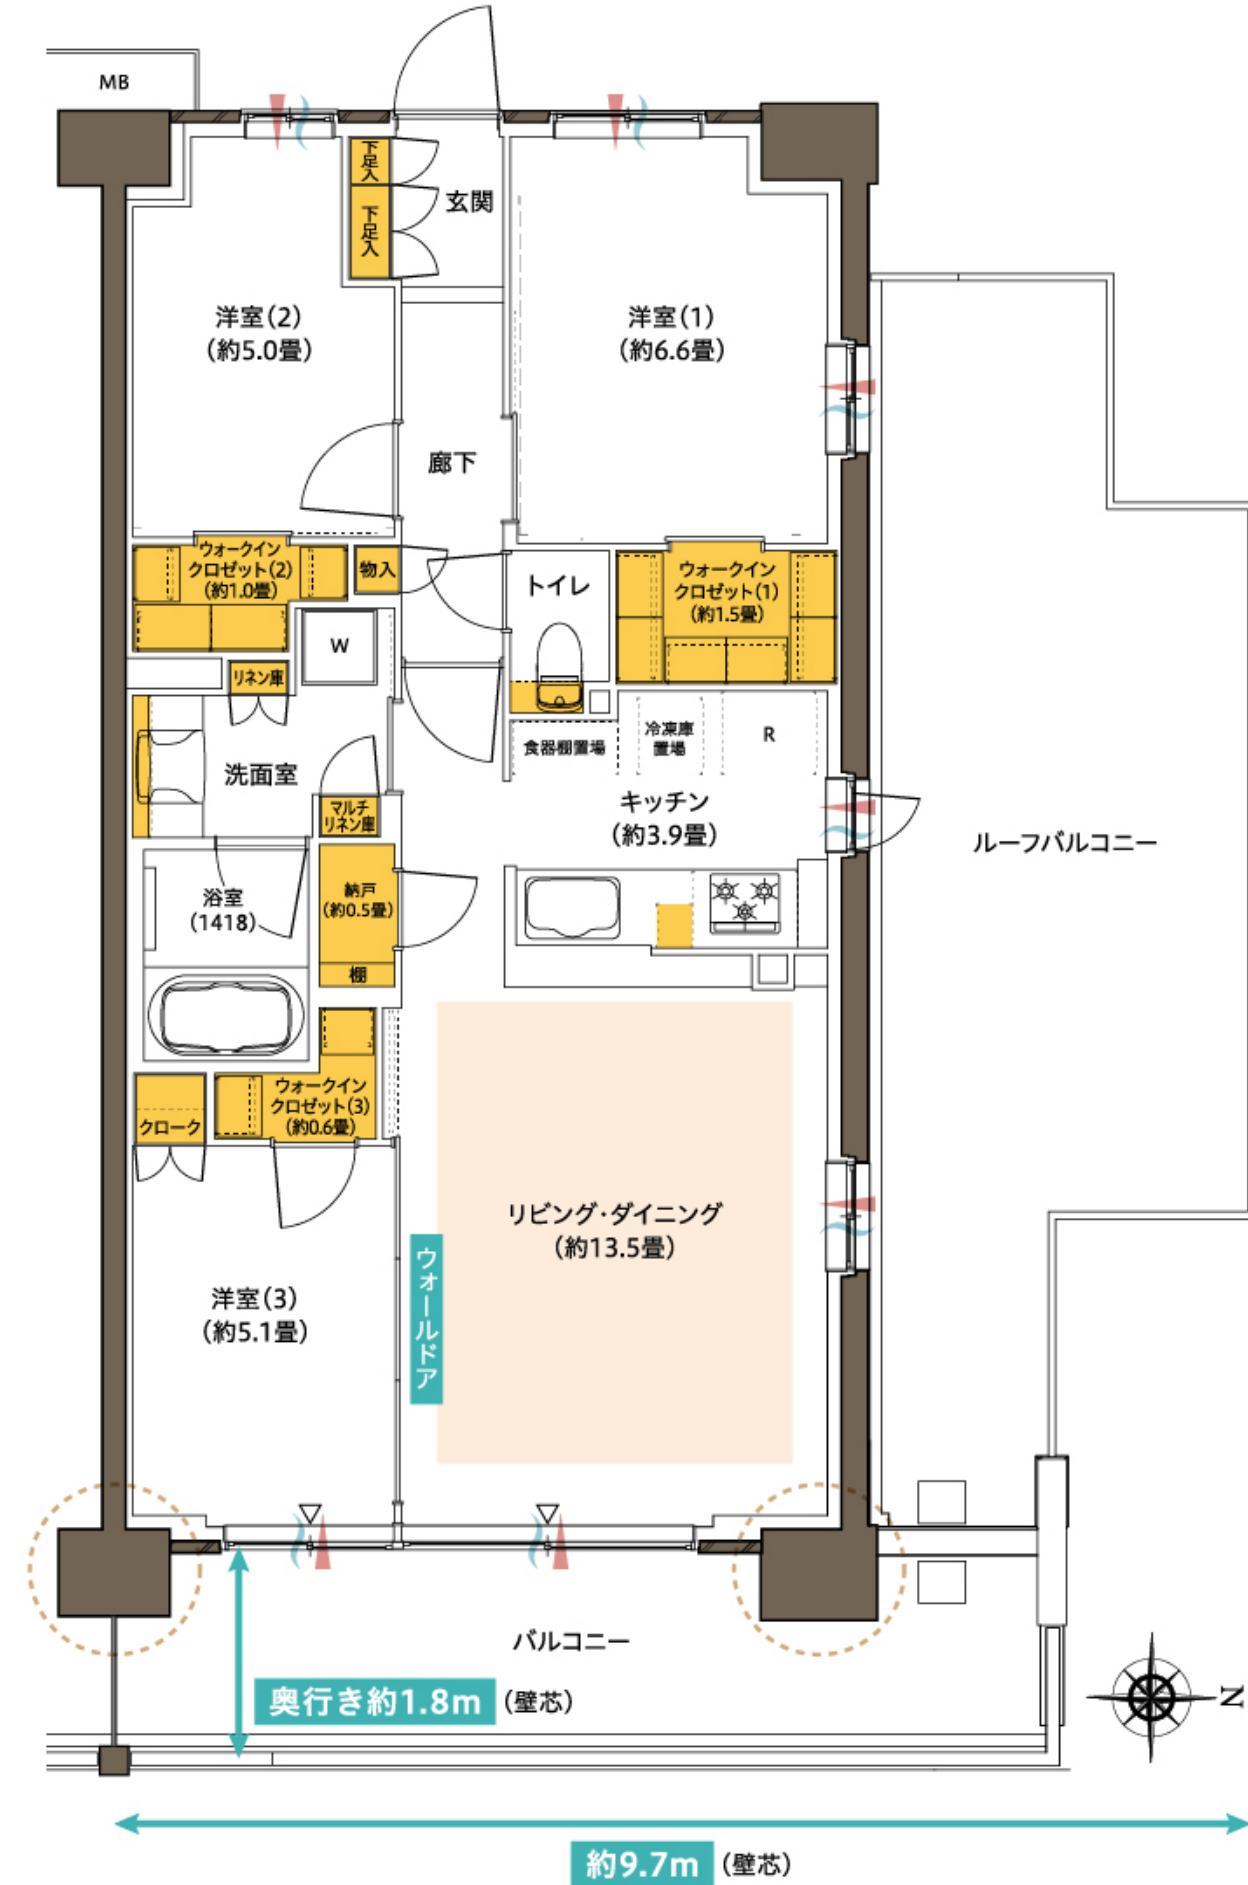 MB
下足入
下足入
玄関
洋室(2)
(約5.0畳)
洋室(1)
(約6.6畳)
廊下
ウォークイン
クロゼット(2)
(約1.0畳)
物入
トイレ
ウォークイン
クロゼット(1)
(約1.5畳)
W
リネン庫
食器棚置場
冷凍庫
置場
R
洗面室
マルチ
リネン庫
キッチン
(約3.9畳)
ルーフバルコニー
浴室
(1418)
納戸
(約0.5畳)
棚
クローク
ウォークイン
クロゼット(3)
(約0.6畳)
リビング・ダイニング
(約13.5畳)
ウォールドア
洋室(3)
(約5.1畳)
バルコニー
奥行き約1.8m (壁芯)
N
約9.7m (壁芯)